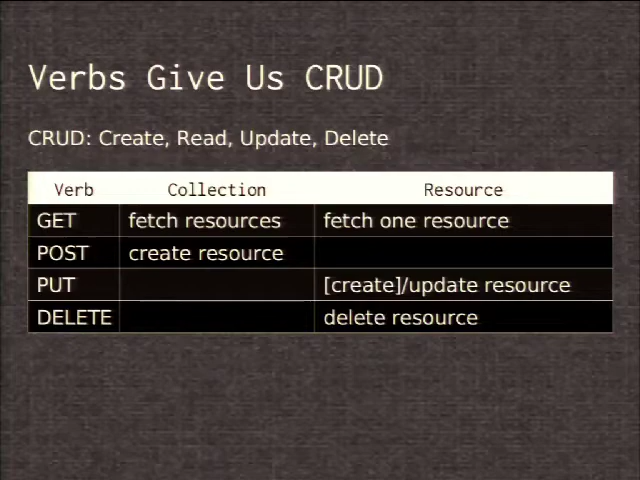 Verbs Give Us CRUD
CRUD: Create, Read, Update, Delete
Verb Collection Resource
GET fetch resources fetch one resource
POST create resource
PUT [create]/update resource
DELETE delete resource